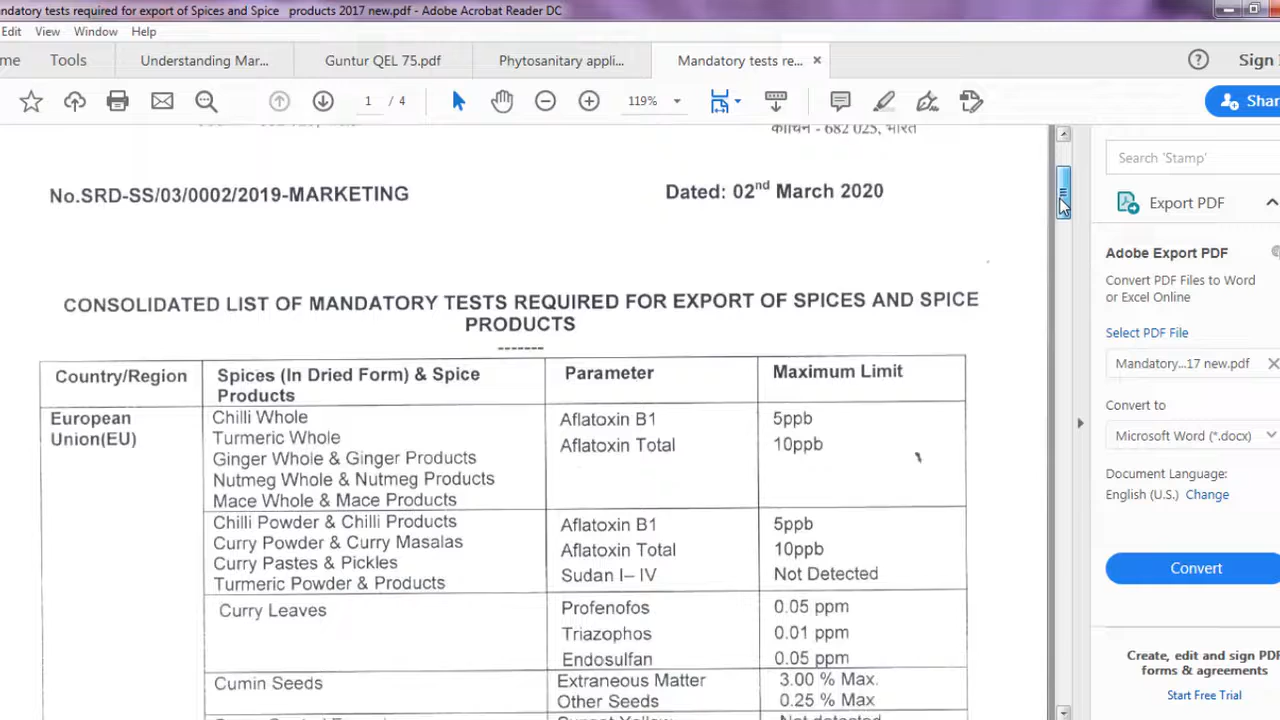 ndatory tests required for export of Spices and Spice products 2017 new.pdf - Adobe Acrobat Reader DC
Edit View Window Help
me Tools Understanding Mar... Guntur QEL 75.pdf Phytosanitary appli... Mandatory tests re... × ? Sign
1 / 4 119% Shar
कोचिन - 682 025, भारत
No.SRD-SS/03/0002/2019-MARKETING Dated: 02nd March 2020
CONSOLIDATED LIST OF MANDATORY TESTS REQUIRED FOR EXPORT OF SPICES AND SPICE
PRODUCTS
-------
Country/Region Spices (In Dried Form) & Spice Products Parameter Maximum Limit
European Union(EU)
Chilli Whole Aflatoxin B1 5ppb
Turmeric Whole Aflatoxin Total 10ppb
Ginger Whole & Ginger Products
Nutmeg Whole & Nutmeg Products
Mace Whole & Mace Products
Chilli Powder & Chilli Products Aflatoxin B1 5ppb
Curry Powder & Curry Masalas Aflatoxin Total 10ppb
Curry Pastes & Pickles Sudan I– IV Not Detected
Turmeric Powder & Products
Curry Leaves Profenofos 0.05 ppm
Triazophos 0.01 ppm
Endosulfan 0.05 ppm
Cumin Seeds Extraneous Matter 3.00 % Max.
Other Seeds 0.25 % Max
Sunset Yellow Not detected
Search 'Stamp'
Export PDF
Adobe Export PDF
Convert PDF Files to Word
or Excel Online
Select PDF File
Mandatory...17 new.pdf
Convert to
Microsoft Word (*.docx)
Document Language:
English (U.S.) Change
Convert
Create, edit and sign PDF
forms & agreements
Start Free Trial